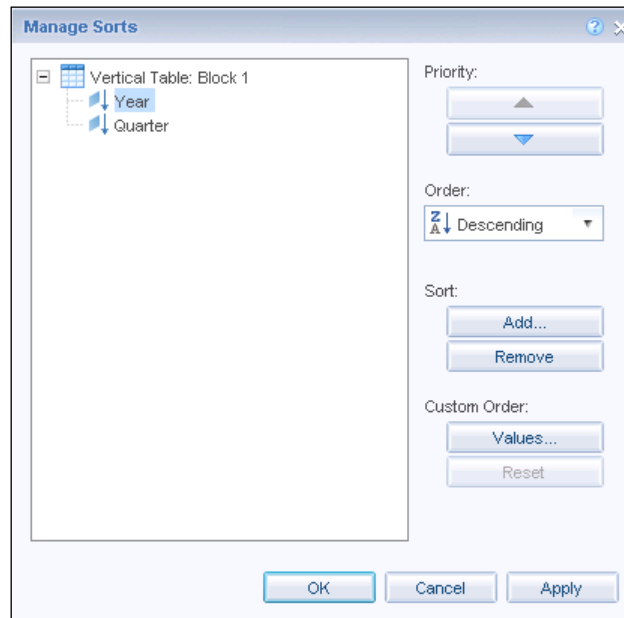 Manage Sorts
Vertical Table: Block 1
Year
Quarter
Priority:
Order:
Z
A
Descending
Sort:
Add...
Remove
Custom Order:
Values...
Reset
OK
Cancel
Apply